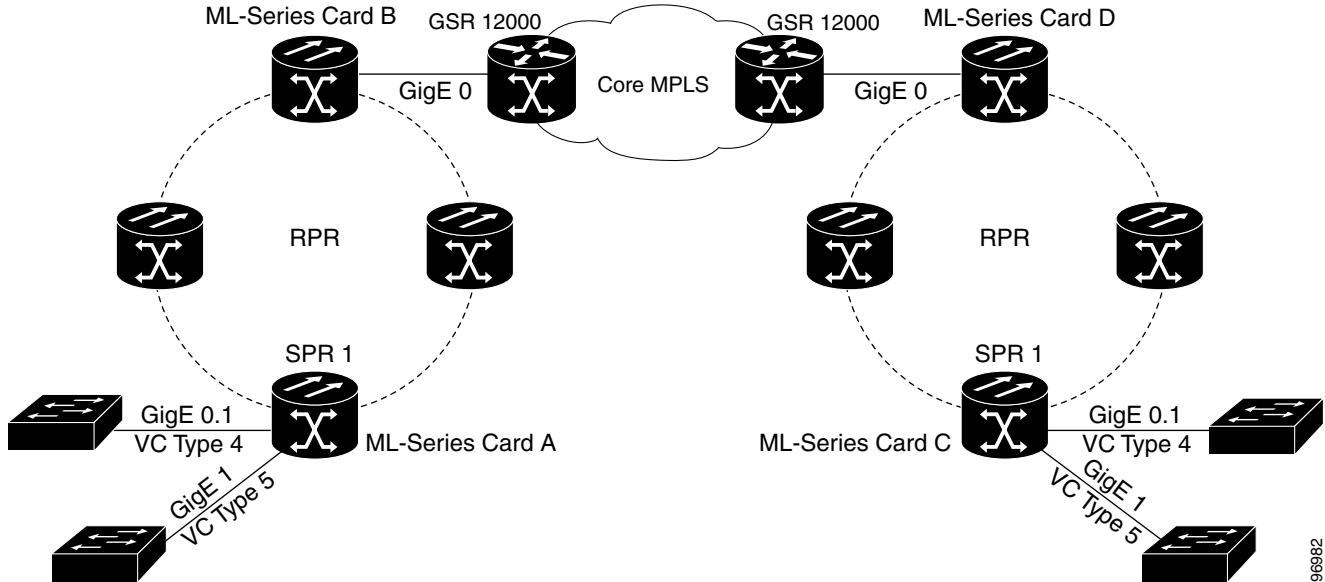 ML-Series Card B
GSR 12000
GSR 12000
ML-Series Card D
GigE 0
Core MPLS
GigE 0
RPR
RPR
SPR 1
SPR 1
GigE 0.1
VC Type 4
ML-Series Card A
ML-Series Card C
GigE 0.1
VC Type 4
GigE 1
VC Type 5
GigE 1
VC Type 5
96982